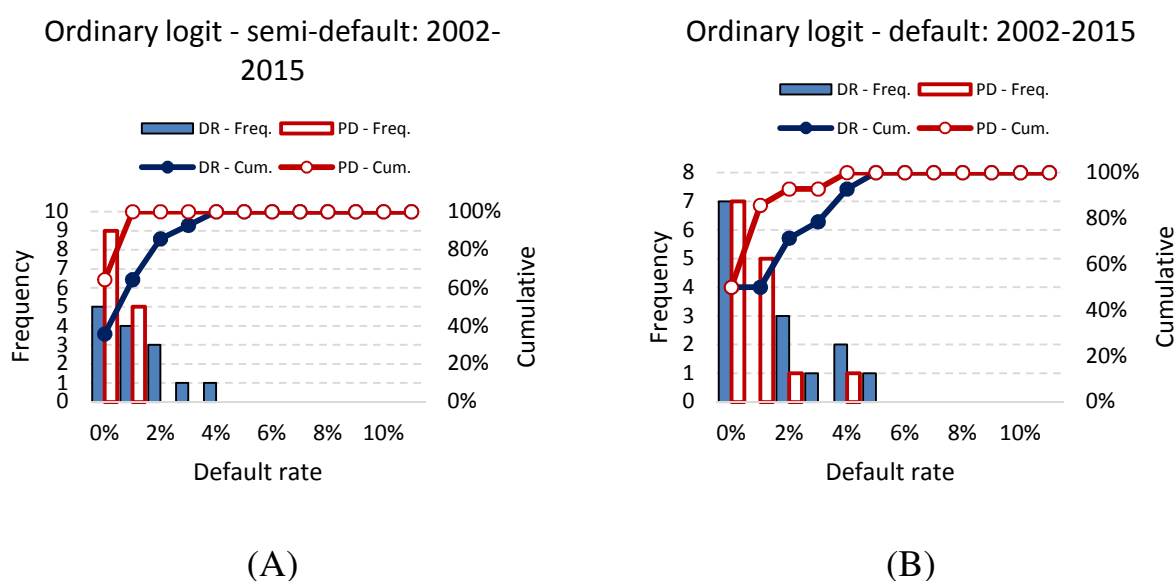 Ordinary logit - semi-default: 2002-
2015
DR - Freq. PD - Freq.
DR - Cum. PD - Cum.
10 100%
9
8 80%
7
6 60%
5
4 40%
3
2 20%
1
0 0%
Frequency
Cumulative
0% 2% 4% 6% 8% 10%
Default rate
(A)
Ordinary logit - default: 2002-2015
DR - Freq. PD - Freq.
DR - Cum. PD - Cum.
8 100%
7
80%
6
5
60%
4
40%
3
2
20%
1
0 0%
Frequency
Cumulative
0% 2% 4% 6% 8% 10%
Default rate
(B)